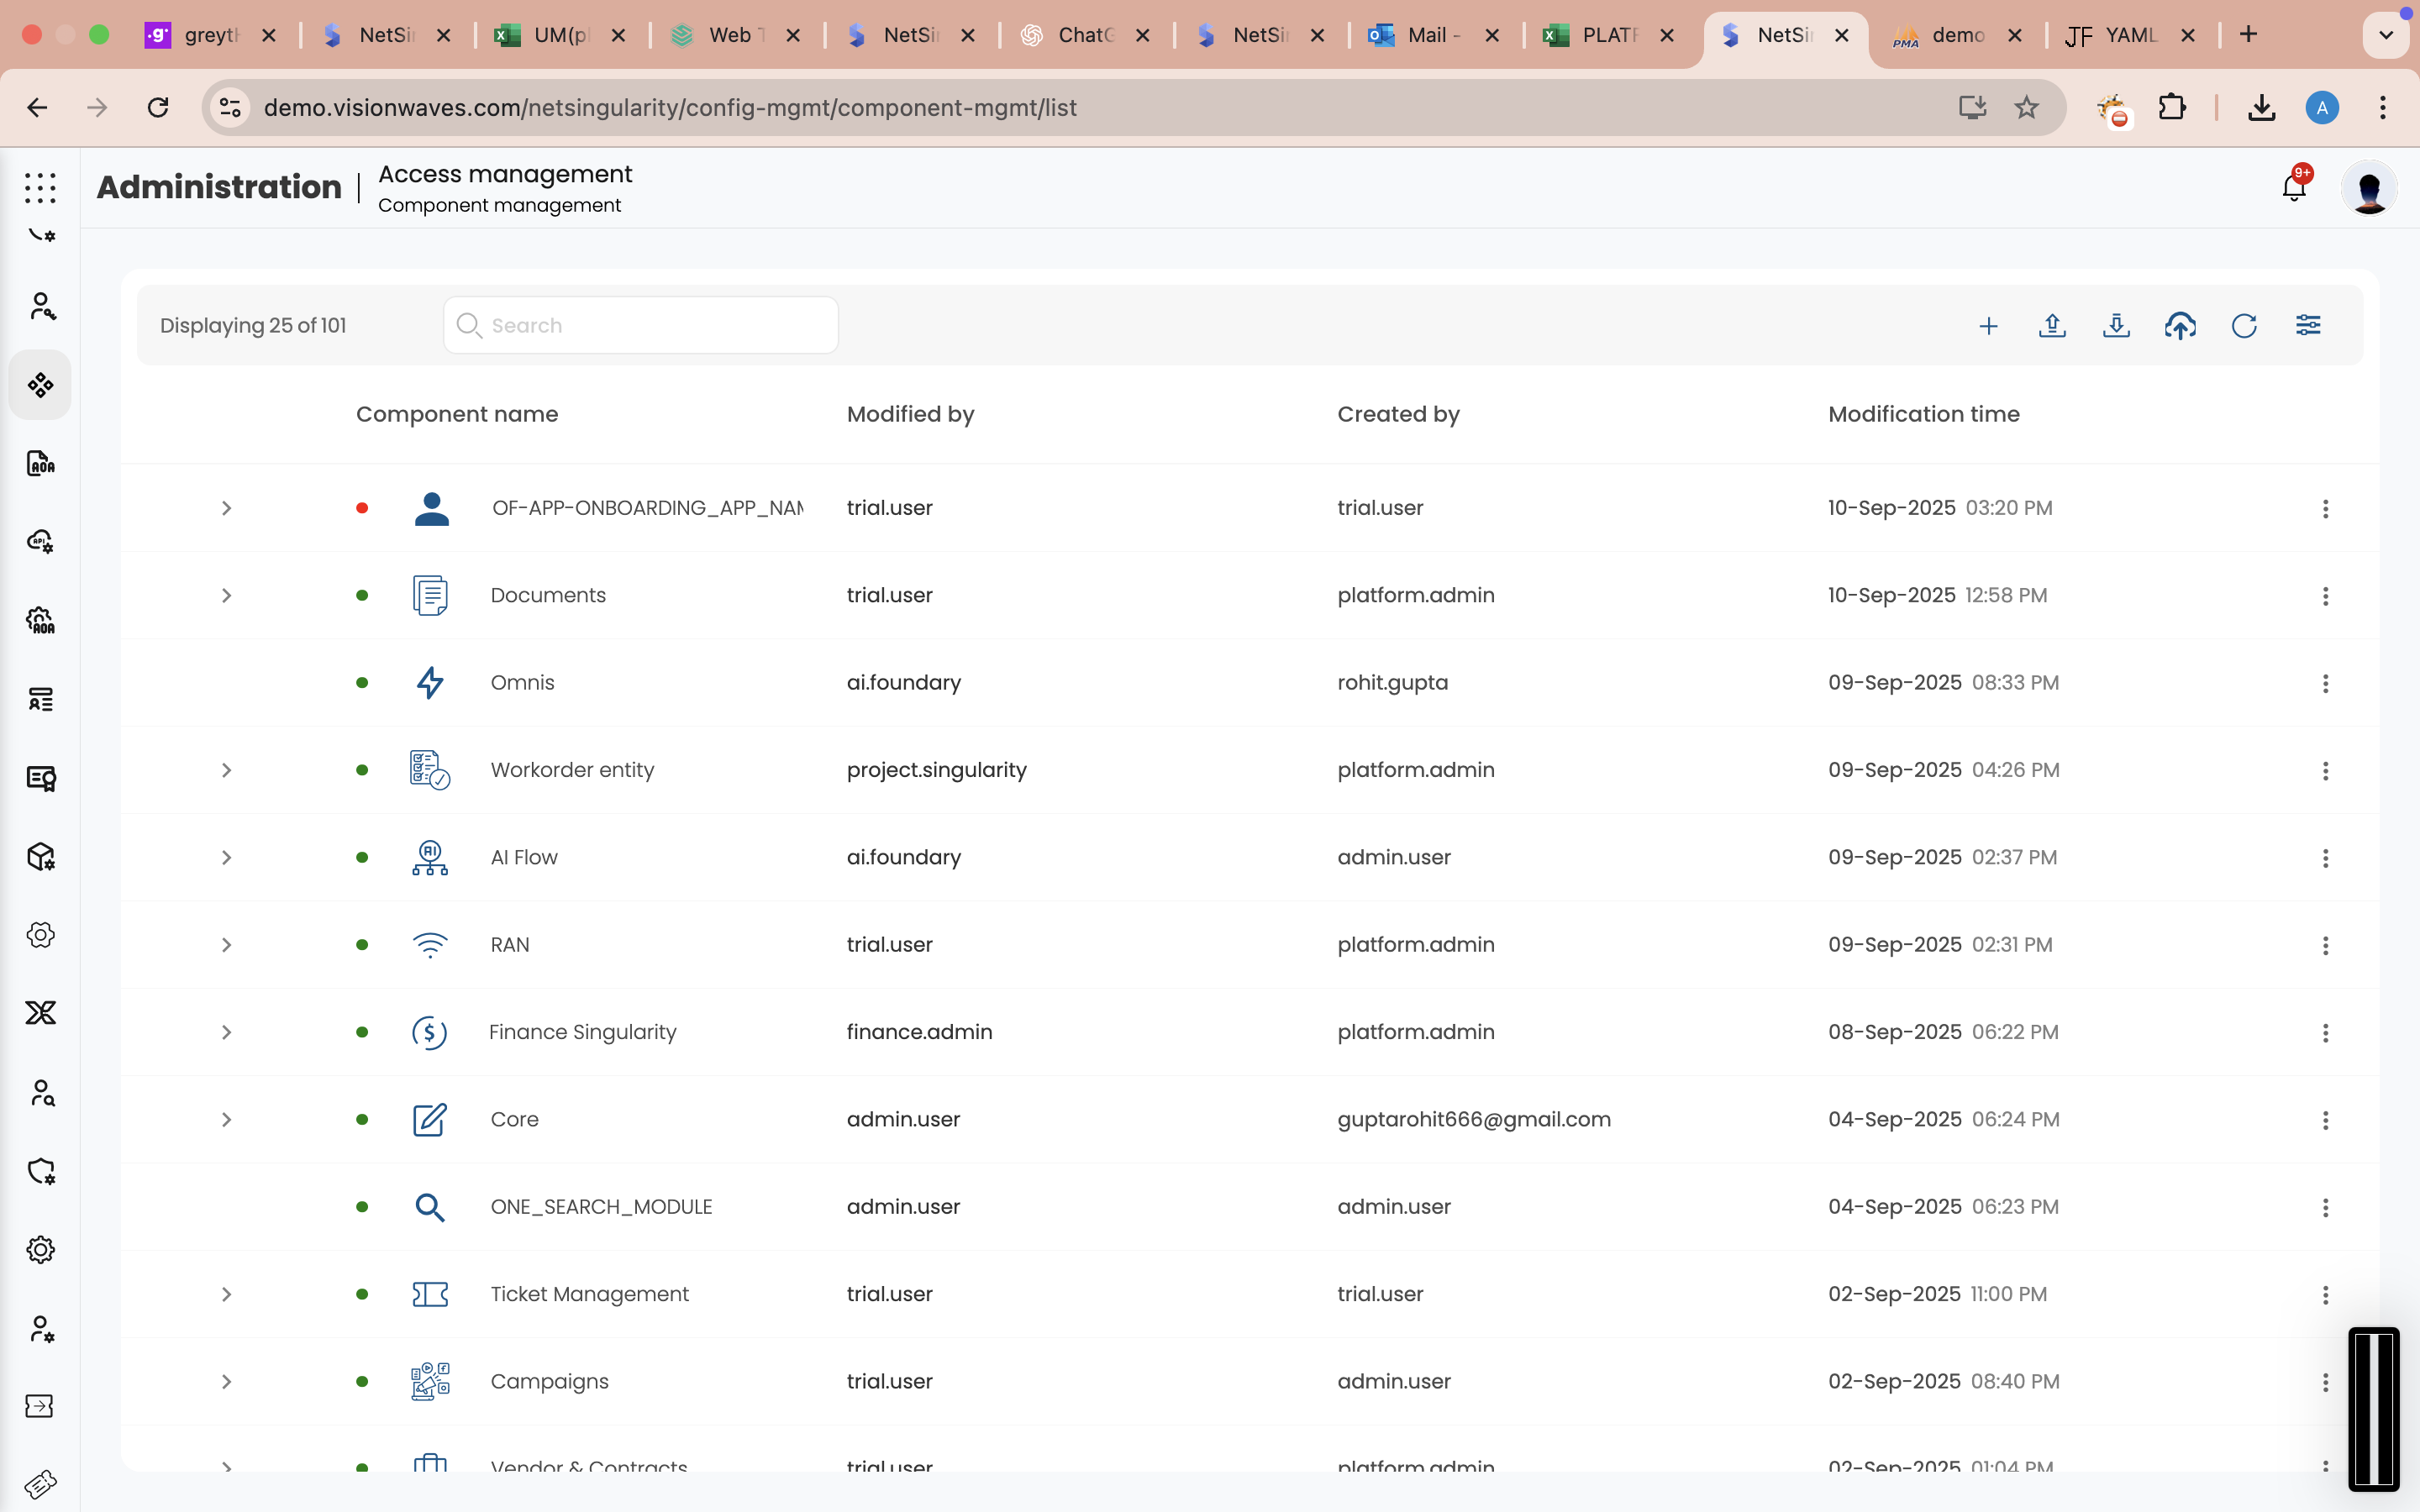 greytH NetSin UM(pl Web T NetSin ChatG NetSin Mail - PLATF NetSin demo YAML
demo.visionwaves.com/netsingularity/config-mgmt/component-mgmt/list A
Administration Access management
Component management
9+
Displaying 25 of 101 Search
Component name Modified by Created by Modification time
OF-APP-ONBOARDING_APP_NAM trial.user trial.user 10-Sep-2025 03:20 PM
Documents trial.user platform.admin 10-Sep-2025 12:58 PM
Omnis ai.foundary rohit.gupta 09-Sep-2025 08:33 PM
Workorder entity project.singularity platform.admin 09-Sep-2025 04:26 PM
AI Flow ai.foundary admin.user 09-Sep-2025 02:37 PM
RAN trial.user platform.admin 09-Sep-2025 02:31 PM
Finance Singularity finance.admin platform.admin 08-Sep-2025 06:22 PM
Core admin.user guptarohit666@gmail.com 04-Sep-2025 06:24 PM
ONE_SEARCH_MODULE admin.user admin.user 04-Sep-2025 06:23 PM
Ticket Management trial.user trial.user 02-Sep-2025 11:00 PM
Campaigns trial.user admin.user 02-Sep-2025 08:40 PM
Vendor & Contracts trial.user platform.admin 02-Sep-2025 01:04 PM